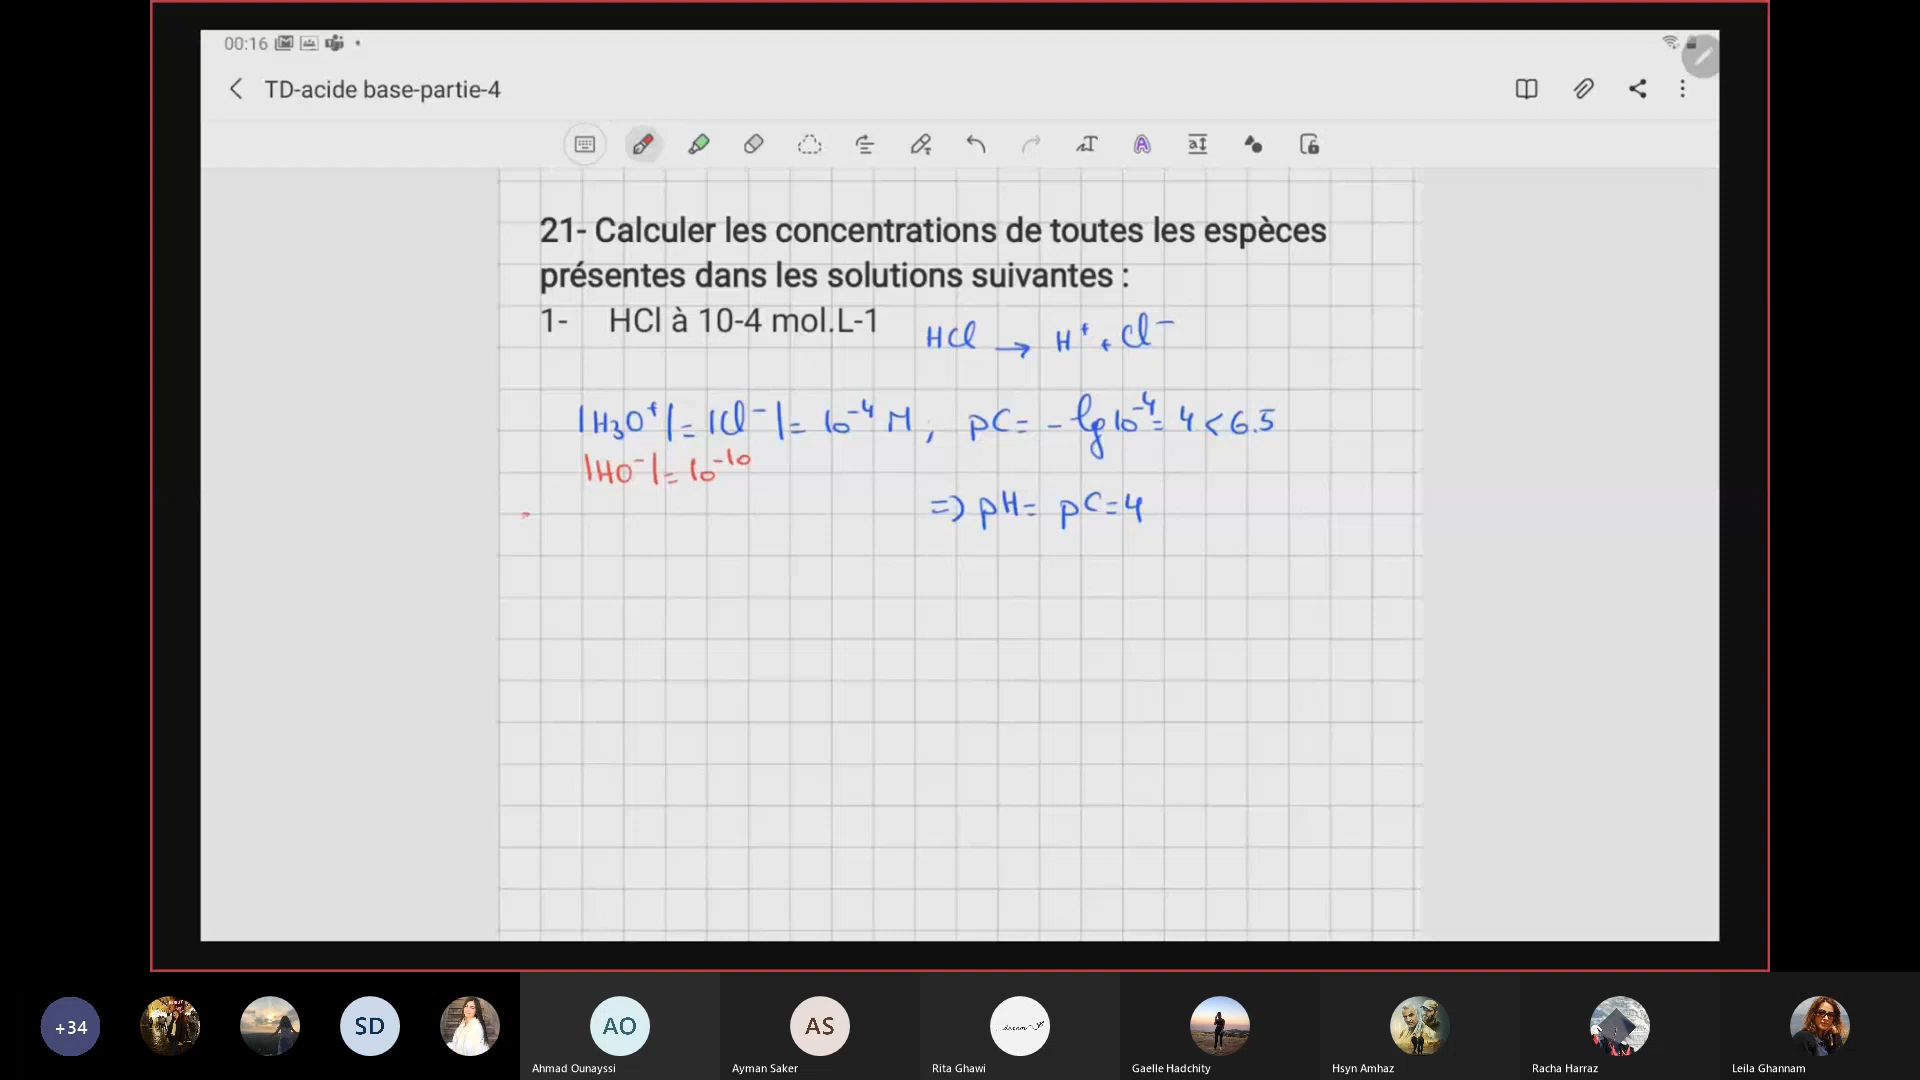 00:16
TD-acide base-partie-4
21- Calculer les concentrations de toutes les espèces
présentes dans les solutions suivantes :
1- HCl à 10-4 mol.L-1 HCl → H⁺ + Cl⁻
|H₃O⁺| = |Cl⁻| = 10⁻⁴ M , pC = - lg 10⁻⁴ = 4 < 6.5
|HO⁻| = 10⁻¹⁰
=> pH = pC = 4
+34
SD
AO
AS
dream
Ahmad Ounayssi
Ayman Saker
Rita Ghawi
Gaelle Hadchity
Hsyn Amhaz
Racha Harraz
Leila Ghannam